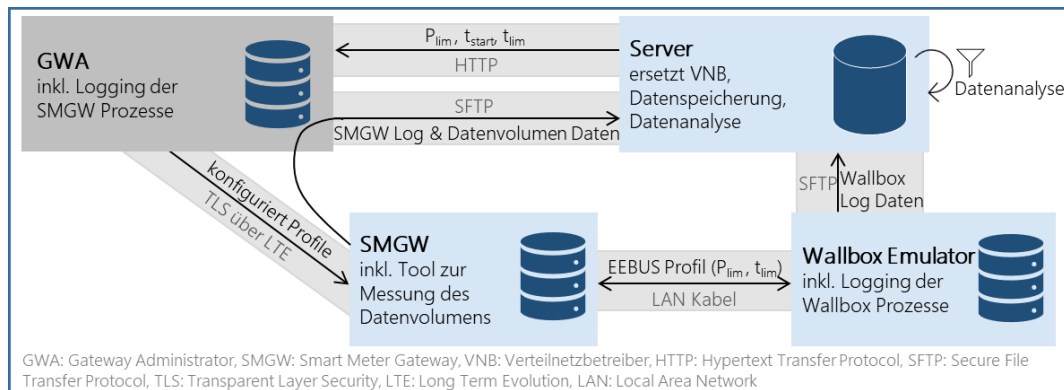 GWA
inkl. Logging der
SMGW Prozesse
P_lim, t_start, t_lim
HTTP
SFTP
SMGW Log & Datenvolumen Daten
Server
ersetzt VNB,
Datenspeicherung,
Datenanalyse
Datenanalyse
konfiguriert Profile
TLS über LTE
SFTP
Wallbox
Log Daten
SMGW
inkl. Tool zur
Messung des
Datenvolumens
EEBUS Profil (P_lim, t_lim)
LAN Kabel
Wallbox Emulator
inkl. Logging der
Wallbox Prozesse
GWA: Gateway Administrator, SMGW: Smart Meter Gateway, VNB: Verteilnetzbetreiber, HTTP: Hypertext Transfer Protocol, SFTP: Secure File
Transfer Protocol, TLS: Transparent Layer Security, LTE: Long Term Evolution, LAN: Local Area Network